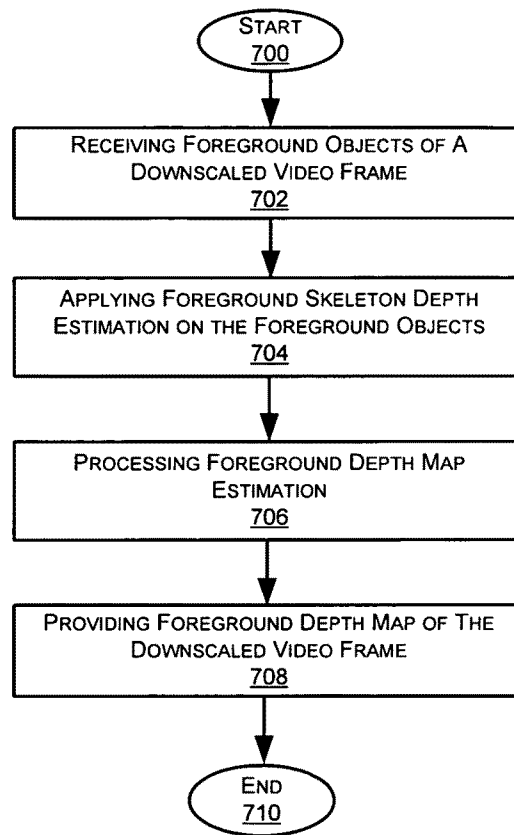 START
700
RECEIVING FOREGROUND OBJECTS OF A
DOWNSCALED VIDEO FRAME
702
APPLYING FOREGROUND SKELETON DEPTH
ESTIMATION ON THE FOREGROUND OBJECTS
704
PROCESSING FOREGROUND DEPTH MAP
ESTIMATION
706
PROVIDING FOREGROUND DEPTH MAP OF THE
DOWNSCALED VIDEO FRAME
708
END
710